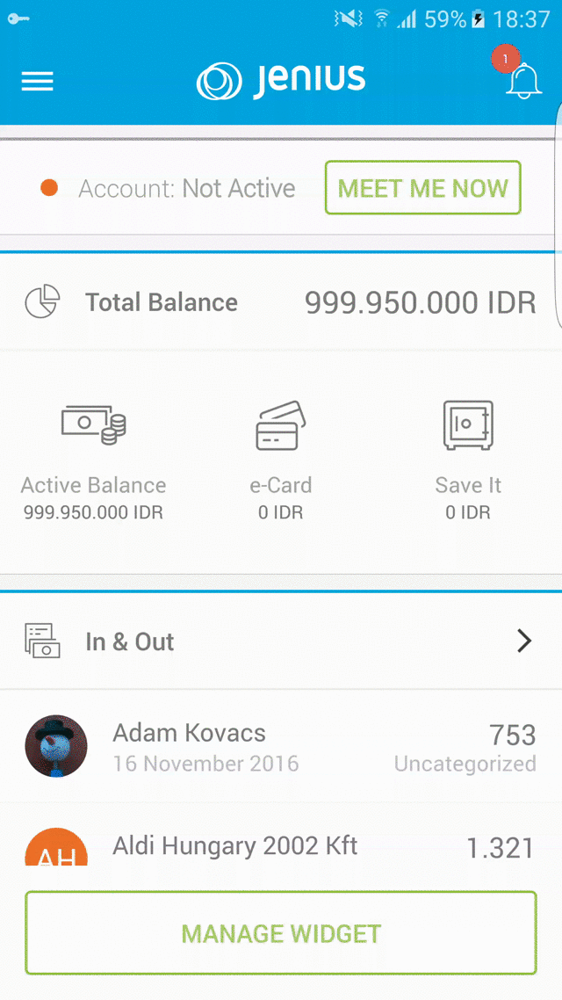 59% 18:37
Jenius
1
Account: Not Active MEET ME NOW
Total Balance 999.950.000 IDR
Active Balance e-Card Save It
999.950.000 IDR 0 IDR 0 IDR
In & Out
Adam Kovacs 753
16 November 2016 Uncategorized
AH Aldi Hungary 2002 Kft 1.321
MANAGE WIDGET